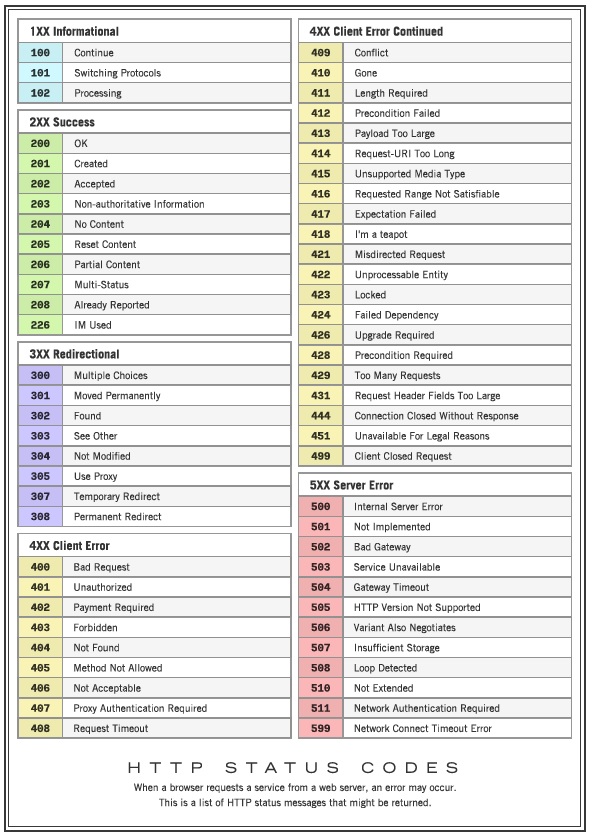 1XX Informational
100 Continue
101 Switching Protocols
102 Processing
2XX Success
200 OK
201 Created
202 Accepted
203 Non-authoritative Information
204 No Content
205 Reset Content
206 Partial Content
207 Multi-Status
208 Already Reported
226 IM Used
3XX Redirectional
300 Multiple Choices
301 Moved Permanently
302 Found
303 See Other
304 Not Modified
305 Use Proxy
307 Temporary Redirect
308 Permanent Redirect
4XX Client Error
400 Bad Request
401 Unauthorized
402 Payment Required
403 Forbidden
404 Not Found
405 Method Not Allowed
406 Not Acceptable
407 Proxy Authentication Required
408 Request Timeout
4XX Client Error Continued
409 Conflict
410 Gone
411 Length Required
412 Precondition Failed
413 Payload Too Large
414 Request-URI Too Long
415 Unsupported Media Type
416 Requested Range Not Satisfiable
417 Expectation Failed
418 I'm a teapot
421 Misdirected Request
422 Unprocessable Entity
423 Locked
424 Failed Dependency
426 Upgrade Required
428 Precondition Required
429 Too Many Requests
431 Request Header Fields Too Large
444 Connection Closed Without Response
451 Unavailable For Legal Reasons
499 Client Closed Request
5XX Server Error
500 Internal Server Error
501 Not Implemented
502 Bad Gateway
503 Service Unavailable
504 Gateway Timeout
505 HTTP Version Not Supported
506 Variant Also Negotiates
507 Insufficient Storage
508 Loop Detected
510 Not Extended
511 Network Authentication Required
599 Network Connect Timeout Error
HTTP STATUS CODES
When a browser requests a service from a web server, an error may occur.
This is a list of HTTP status messages that might be returned.